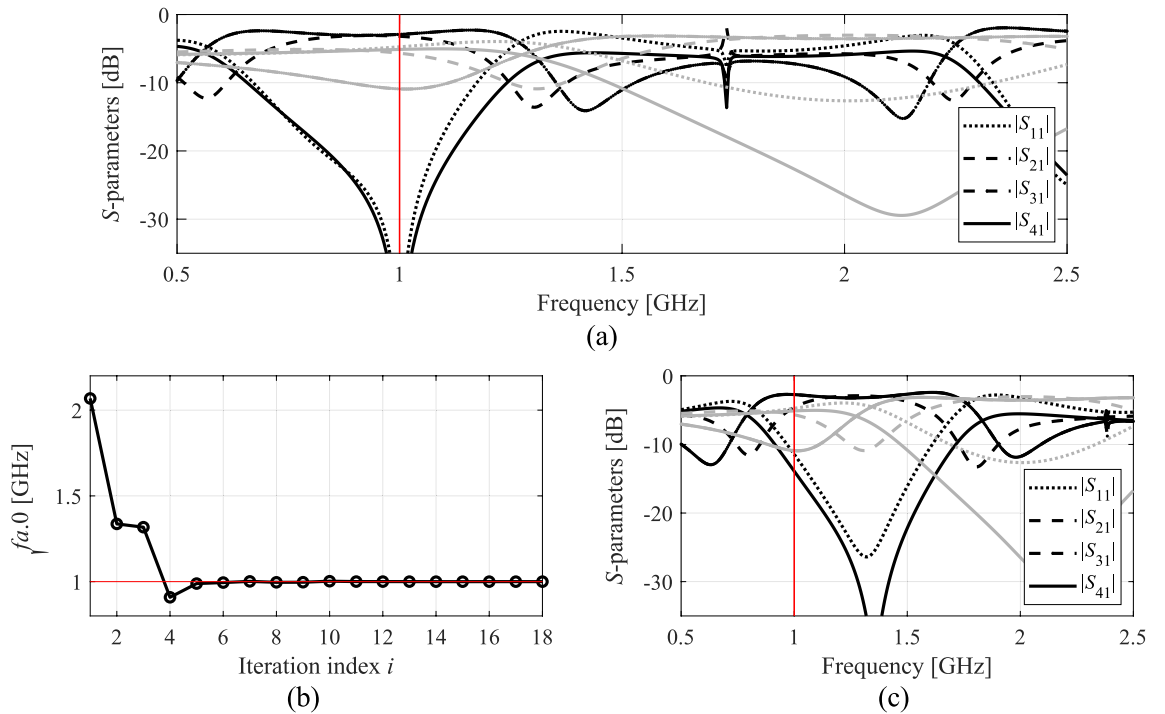 0
-10
-20
-30
S-parameters [dB]
|S11|
|S21|
|S31|
|S41|
0.5 1 1.5 2 2.5
Frequency [GHz]
(a)
2
1.5
1
fa.0 [GHz]
2 4 6 8 10 12 14 16 18
Iteration index i
(b)
0
-10
-20
-30
S-parameters [dB]
|S11|
|S21|
|S31|
|S41|
0.5 1 1.5 2 2.5
Frequency [GHz]
(c)